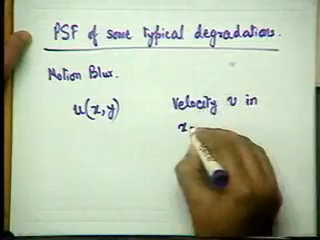 PSF of some typical degradations.
Motion Blur.
u(x,y) Velocity v in
x